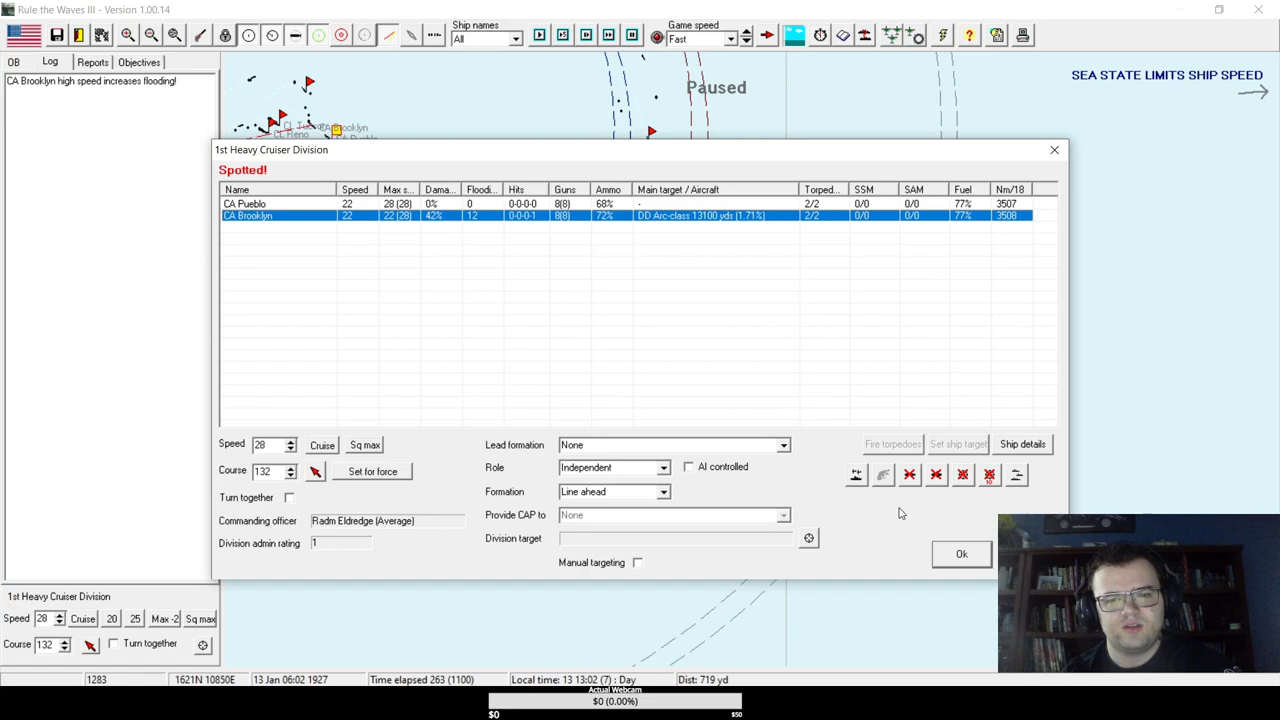 Rule the Waves III - Version 1.00.14
Ship names
All
Game speed
Fast
OB
Log
Reports
Objectives
CA Brooklyn high speed increases flooding!
Paused
SEA STATE LIMITS SHIP SPEED
1st Heavy Cruiser Division
Spotted!
Name Speed Max s... Dama... Floodi... Hits Guns Ammo Main target / Aircraft Torped... SSM SAM Fuel Nm/18
CA Pueblo 22 28 (28) 0% 0 0-0-0-0 8(8) 68% - 2/2 0/0 0/0 77% 3507
CA Brooklyn 22 22 (28) 42% 12 0-0-0-1 8(8) 72% DD Arc-class 13100 yds (1.71%) 2/2 0/0 0/0 77% 3508
Speed 28 Cruise Sq max
Course 132 Set for force
Turn together
Commanding officer Radm Eldredge (Average)
Division admin rating 1
Lead formation None
Role Independent AI controlled
Formation Line ahead
Provide CAP to None
Division target
Manual targeting
Fire torpedoes Set ship target Ship details
10
Ok
1st Heavy Cruiser Division
Speed 28 Cruise 20 25 Max -2 Sq max
Course 132 Turn together
1283 1621N 10850E 13 Jan 06:02 1927 Time elapsed 263 (1100) Local time: 13 13:02 (7) : Day Dist: 719 yd
Actual Webcam
$0 (0.00%)
$0 $50